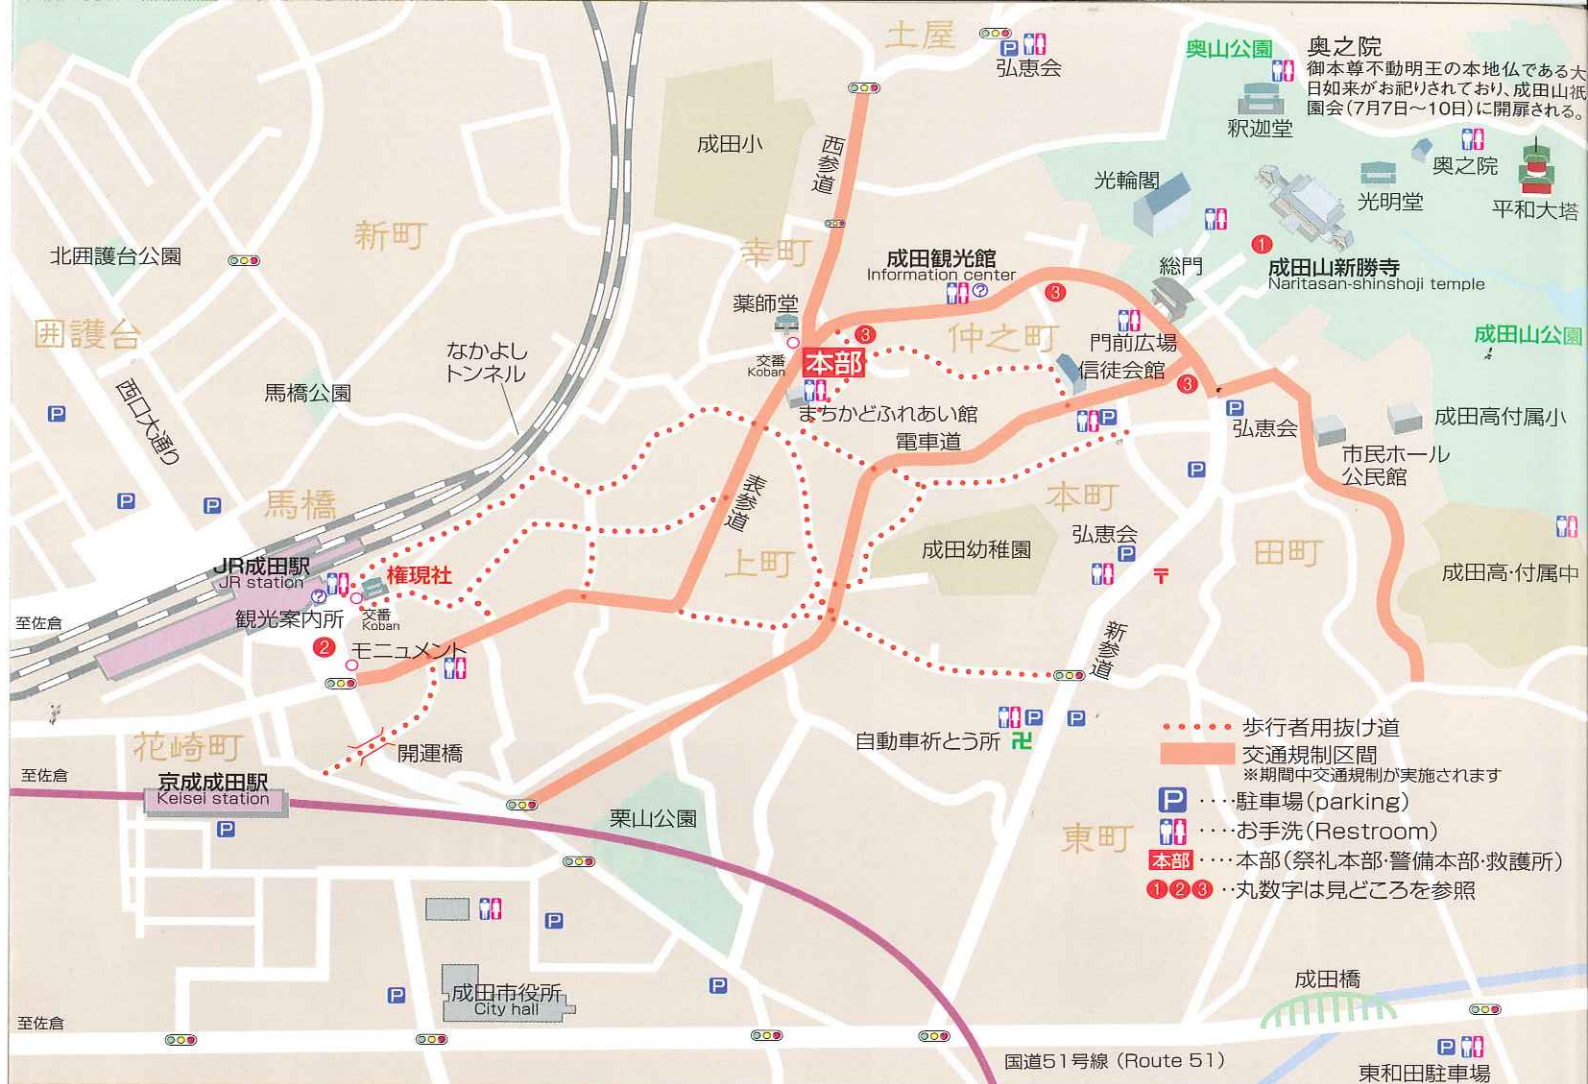 土屋
P
弘恵会
奥山公園
奥之院
御本尊不動明王の本地仏である大
日如来がお祀りされており、成田山祇
園会(7月7日〜10日)に開扉される。
釈迦堂
成田小
西参道
光輪閣
光明堂
奥之院
平和大塔
新町
北囲護台公園
幸町
成田観光館
Information center
?
総門
1
成田山新勝寺
Naritasan-shinshoji temple
3
薬師堂
囲護台
なかよし
トンネル
交番
Koban
本部
3
仲之町
門前広場
信徒会館
3
成田山公園
西口大通り
馬橋公園
P
まちかどふれあい館
電車道
P
P
弘恵会
成田高付属小
市民ホール
公民館
P
P
P
馬橋
表参道
本町
上町
成田幼稚園
弘恵会
P
〒
田町
成田高・付属中
JR成田駅
JR station
?
権現社
観光案内所
交番
Koban
至佐倉
2
モニュメント
新参道
花崎町
開運橋
自動車祈とう所
卍
P
P
至佐倉
京成成田駅
Keisei station
P
栗山公園
東町
歩行者用抜け道
交通規制区間
※期間中交通規制が実施されます
P ‥‥駐車場(parking)
‥‥お手洗(Restroom)
本部 ‥‥本部(祭礼本部・警備本部・救護所)
123 ‥丸数字は見どころを参照
P
P
成田市役所
City hall
P
成田橋
至佐倉
国道51号線 (Route 51)
P
東和田駐車場